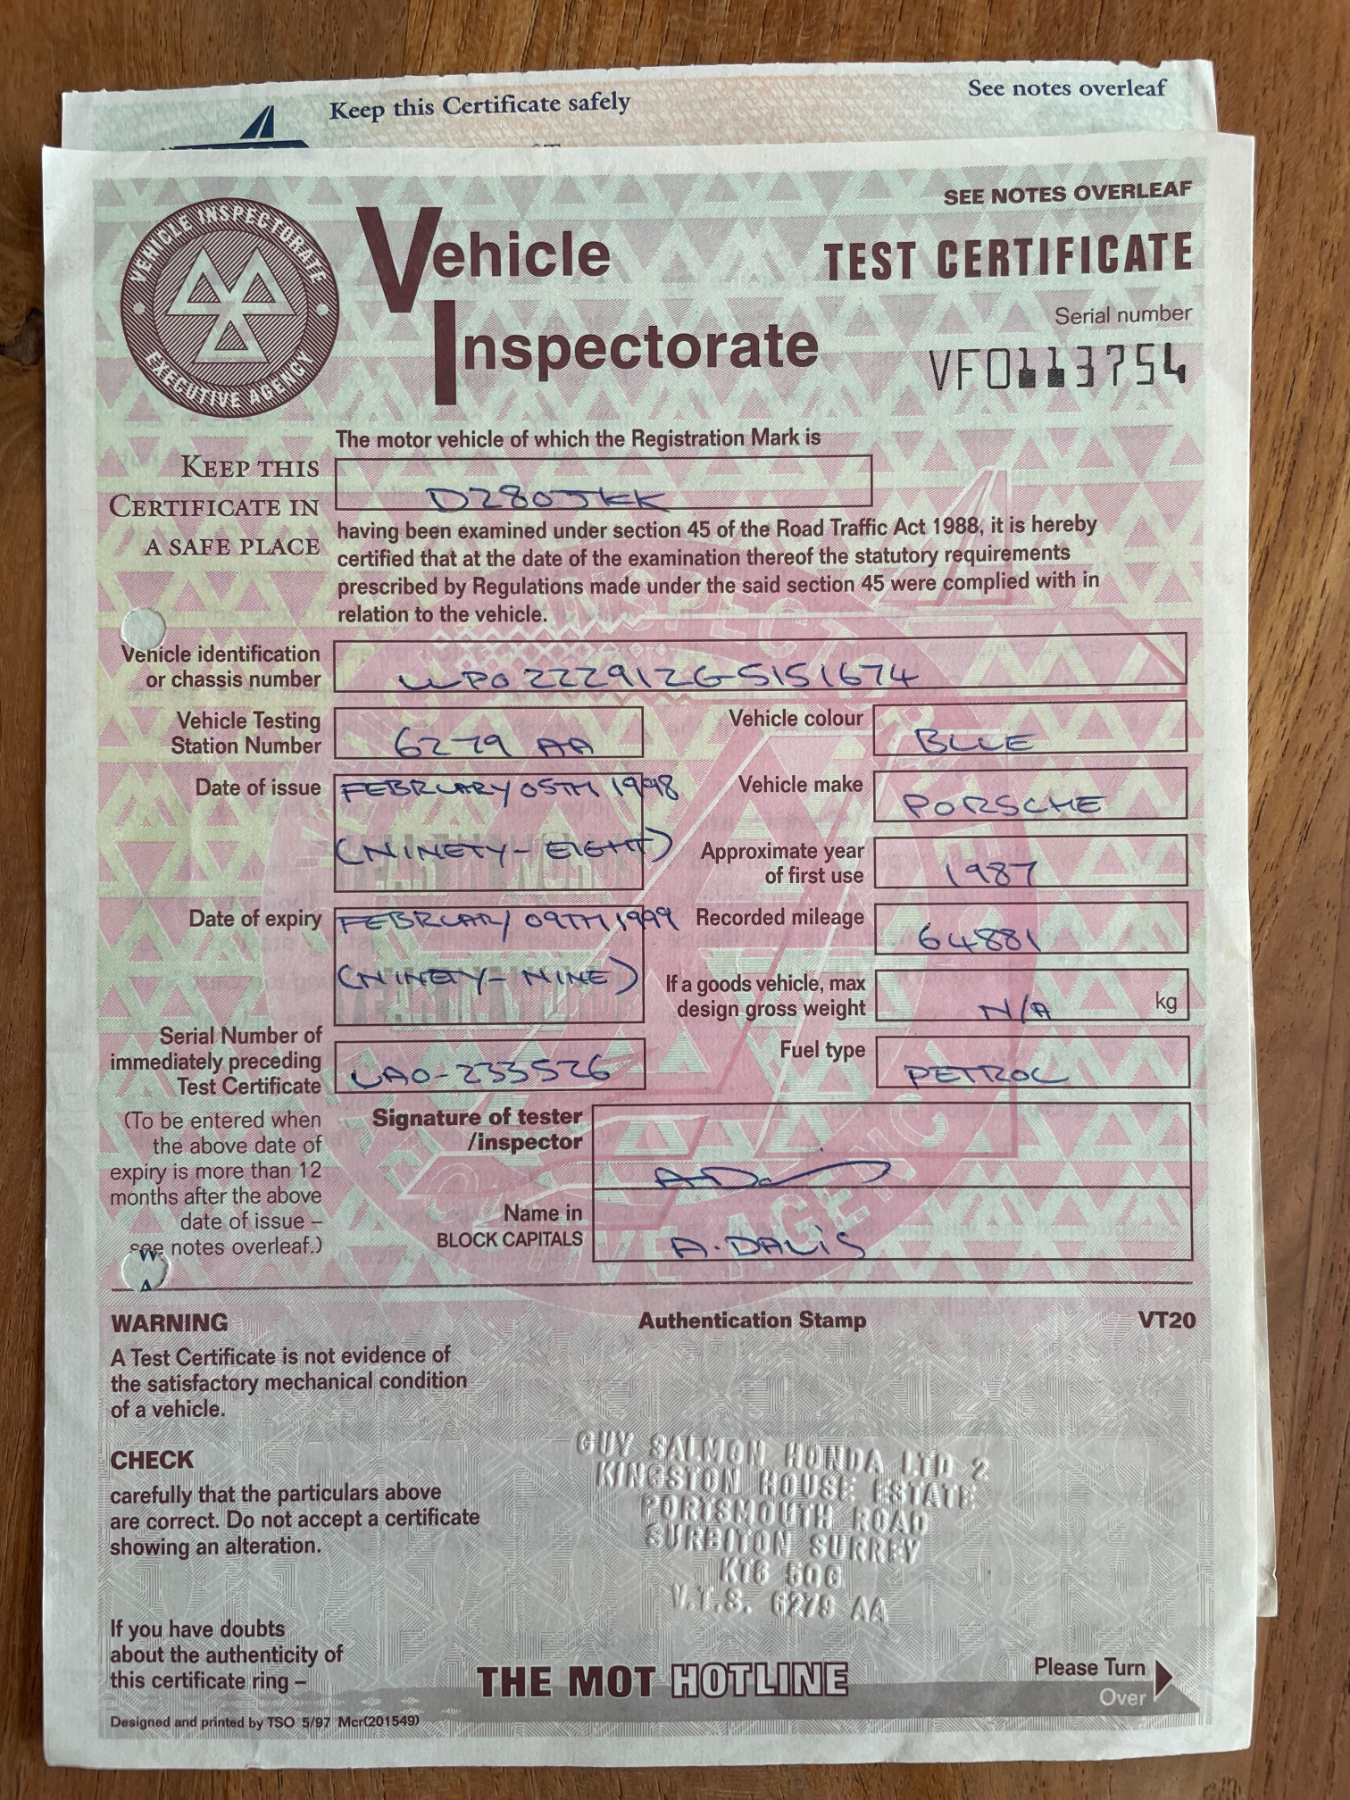 Keep this Certificate safely
See notes overleaf
SEE NOTES OVERLEAF
VEHICLE INSPECTORATE
EXECUTIVE AGENCY
Vehicle
Inspectorate
TEST CERTIFICATE
Serial number
VF0113754
The motor vehicle of which the Registration Mark is
KEEP THIS
CERTIFICATE IN
A SAFE PLACE
D280JKK
having been examined under section 45 of the Road Traffic Act 1988, it is hereby
certified that at the date of the examination thereof the statutory requirements
prescribed by Regulations made under the said section 45 were complied with in
relation to the vehicle.
Vehicle identification
or chassis number
WPOZZZ91ZGS151674
Vehicle Testing
Station Number
6279 AA
Vehicle colour
BLUE
Date of issue
FEBRUARY 05TH 1998
(NINETY-EIGHT)
Vehicle make
PORSCHE
Approximate year
of first use
1987
Date of expiry
FEBRUARY 09TH 1999
(NINETY-NINE)
Recorded mileage
64881
If a goods vehicle, max
design gross weight
N/A
kg
Serial Number of
immediately preceding
Test Certificate
UAO-233526
Fuel type
PETROL
(To be entered when
the above date of
expiry is more than 12
months after the above
date of issue –
see notes overleaf.)
Signature of tester
/inspector
Name in
BLOCK CAPITALS
A. DAVIS
WARNING
A Test Certificate is not evidence of
the satisfactory mechanical condition
of a vehicle.
Authentication Stamp
VT20
CHECK
carefully that the particulars above
are correct. Do not accept a certificate
showing an alteration.
GUY SALMON HONDA LTD 2
KINGSTON HOUSE ESTATE
PORTSMOUTH ROAD
SURBITON SURREY
KT6 5QG
V.T.S. 6279 AA
If you have doubts
about the authenticity of
this certificate ring –
THE MOT HOTLINE
Please Turn
Over
Designed and printed by TSO 5/97 Mcr(201549)